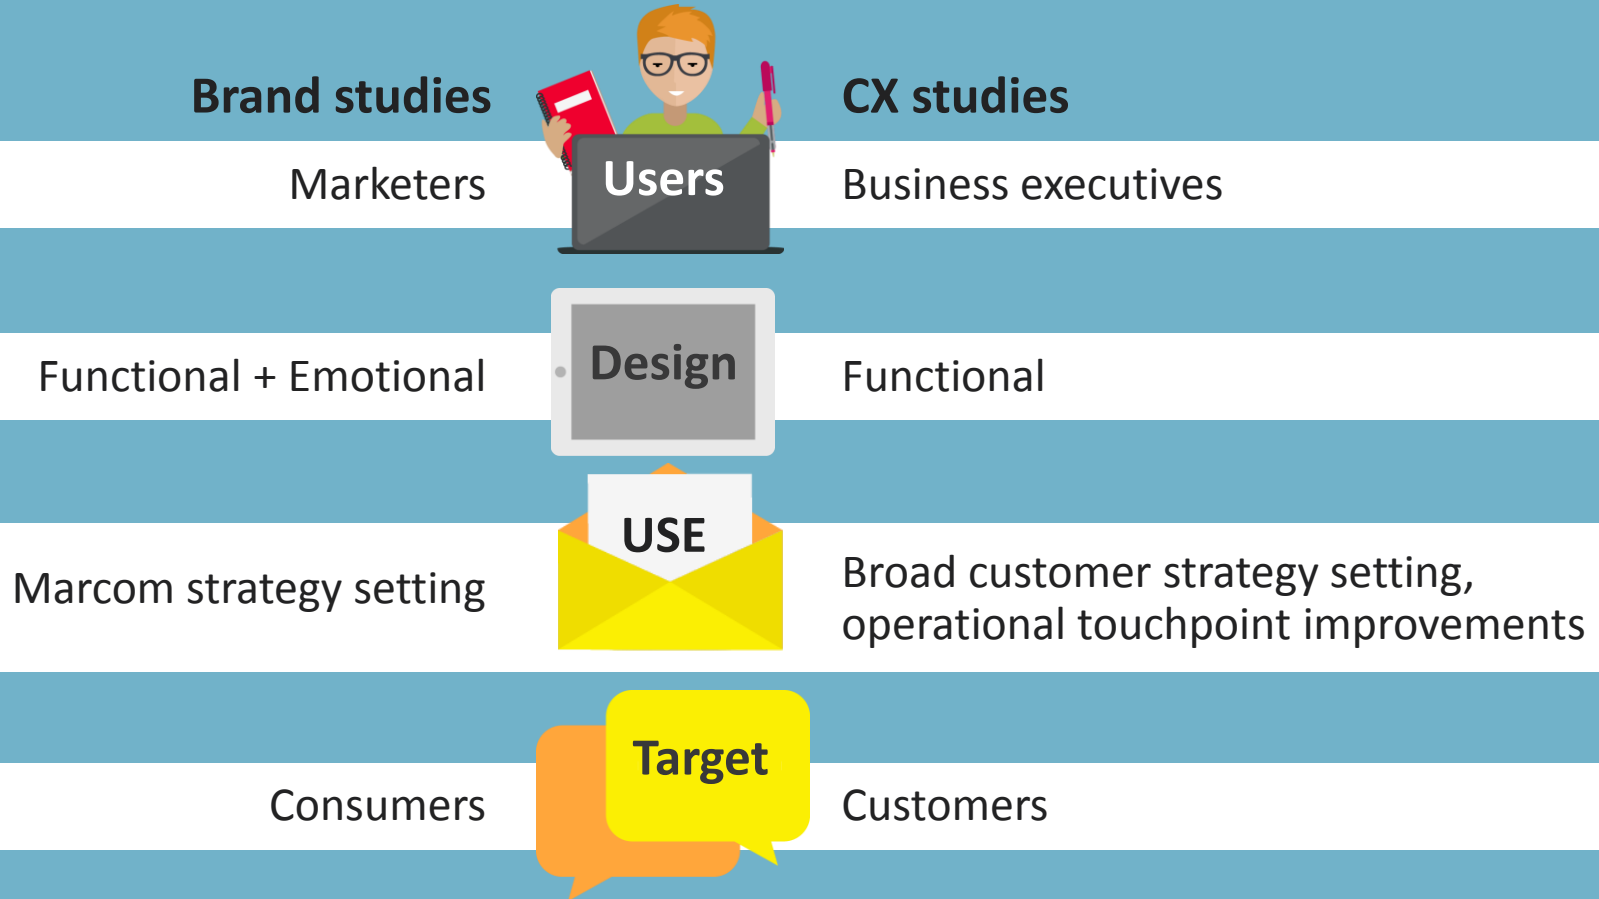 Brand studies
CX studies
Marketers
Users
Business executives
Functional + Emotional
Design
Functional
Marcom strategy setting
USE
Broad customer strategy setting,
operational touchpoint improvements
Consumers
Target
Customers